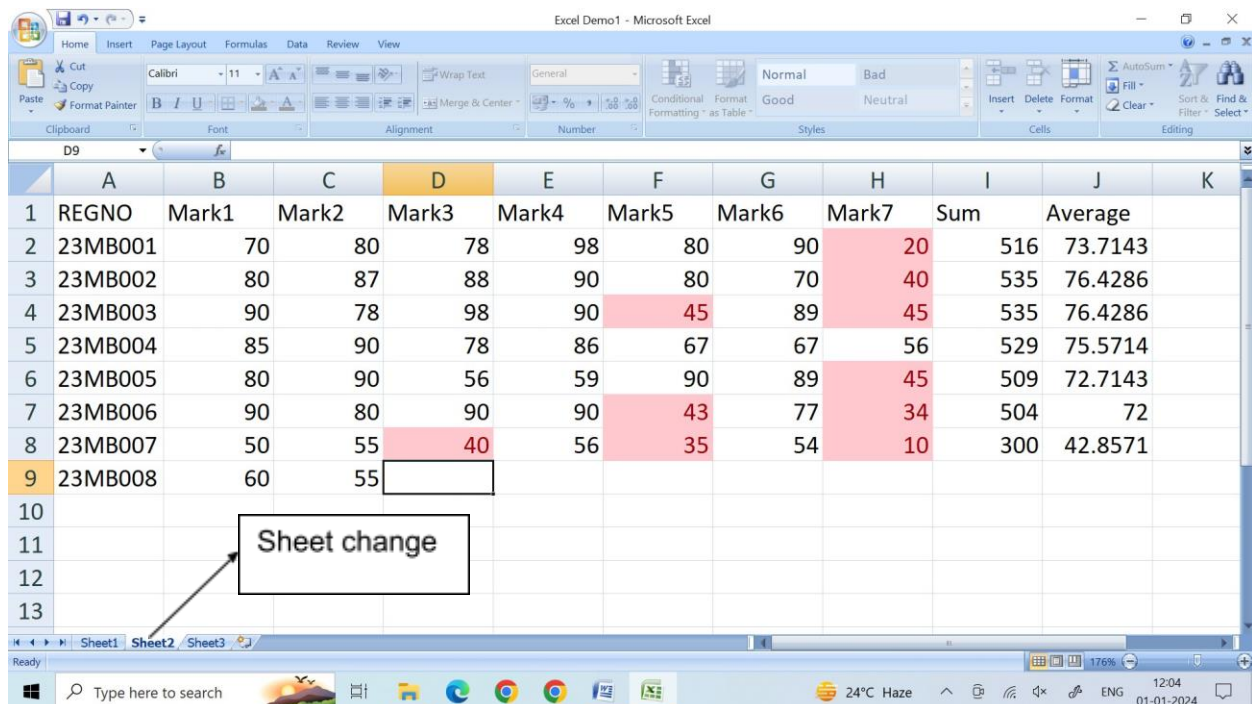 Excel Demo1 - Microsoft Excel
Home Insert Page Layout Formulas Data Review View
Cut
Copy
Format Painter
Paste
Calibri 11
B I U
Wrap Text
Merge & Center
General
% ,
Conditional Formatting
Format as Table
Normal Bad
Good Neutral
Insert Delete Format
Σ AutoSum
Fill
Clear
Sort & Filter
Find & Select
Clipboard Font Alignment Number Styles Cells Editing
D9 fx
A B C D E F G H I J K
1 REGNO Mark1 Mark2 Mark3 Mark4 Mark5 Mark6 Mark7 Sum Average
2 23MB001 70 80 78 98 80 90 20 516 73.7143
3 23MB002 80 87 88 90 80 70 40 535 76.4286
4 23MB003 90 78 98 90 45 89 45 535 76.4286
5 23MB004 85 90 78 86 67 67 56 529 75.5714
6 23MB005 80 90 56 59 90 89 45 509 72.7143
7 23MB006 90 80 90 90 43 77 34 504 72
8 23MB007 50 55 40 56 35 54 10 300 42.8571
9 23MB008 60 55
10
11
12
13
Sheet change
Sheet1 Sheet2 Sheet3
Ready 176%
Type here to search 24°C Haze ENG 12:04
01-01-2024